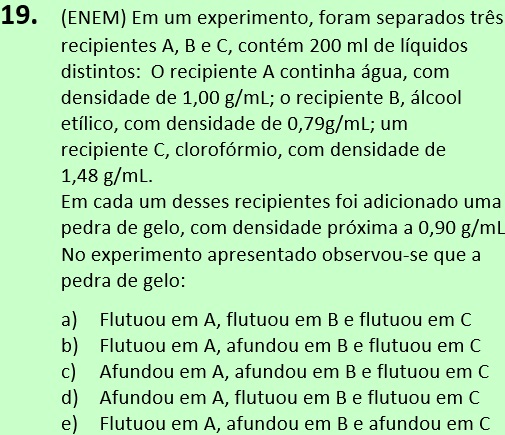 19. (ENEM) Em um experimento, foram separados três
recipientes A, B e C, contém 200 ml de líquidos
distintos: O recipiente A continha água, com
densidade de 1,00 g/mL; o recipiente B, álcool
etílico, com densidade de 0,79g/mL; um
recipiente C, clorofórmio, com densidade de
1,48 g/mL.
Em cada um desses recipientes foi adicionado uma
pedra de gelo, com densidade próxima a 0,90 g/mL
No experimento apresentado observou-se que a
pedra de gelo:
a) Flutuou em A, flutuou em B e flutuou em C
b) Flutuou em A, afundou em B e flutuou em C
c) Afundou em A, afundou em B e flutuou em C
d) Afundou em A, flutuou em B e flutuou em C
e) Flutuou em A, afundou em B e afundou em C